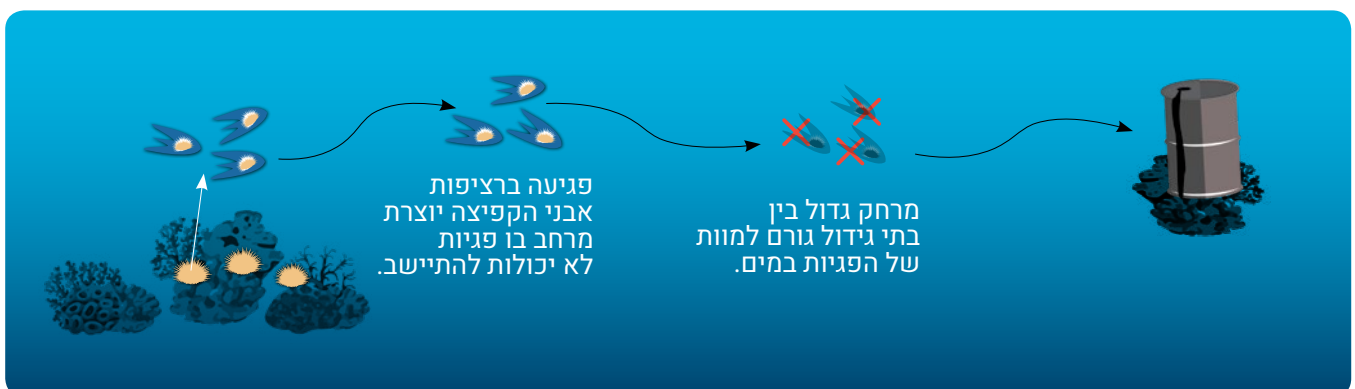 פגיעה ברציפות
אבני הקפיצה יוצרת
מרחב בו פגיות
לא יכולות להתיישב.
מרחק גדול בין
בתי גידול גורם למוות
של הפגיות במים.